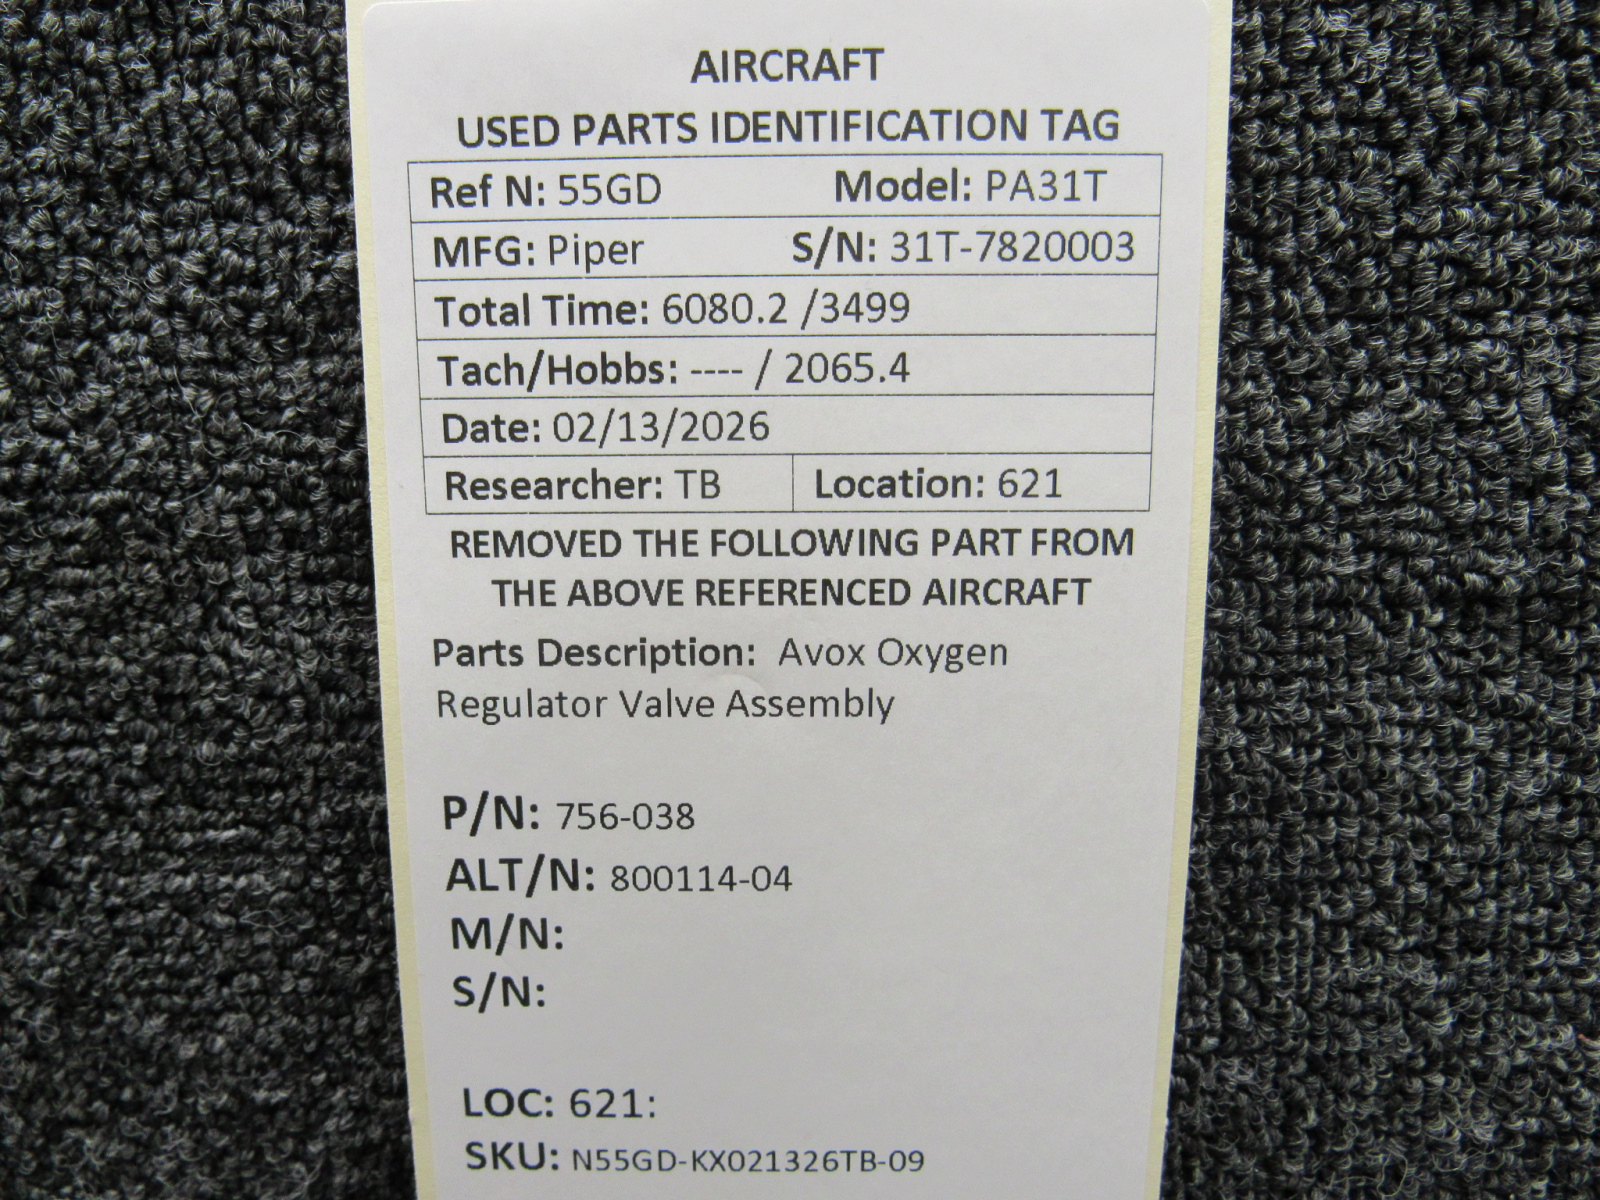 AIRCRAFT
USED PARTS IDENTIFICATION TAG
Ref N: 55GD Model: PA31T
MFG: Piper S/N: 31T-7820003
Total Time: 6080.2 /3499
Tach/Hobbs: ---- / 2065.4
Date: 02/13/2026
Researcher: TB Location: 621
REMOVED THE FOLLOWING PART FROM
THE ABOVE REFERENCED AIRCRAFT
Parts Description: Avox Oxygen
Regulator Valve Assembly
P/N: 756-038
ALT/N: 800114-04
M/N:
S/N:
LOC: 621:
SKU: N55GD-KX021326TB-09